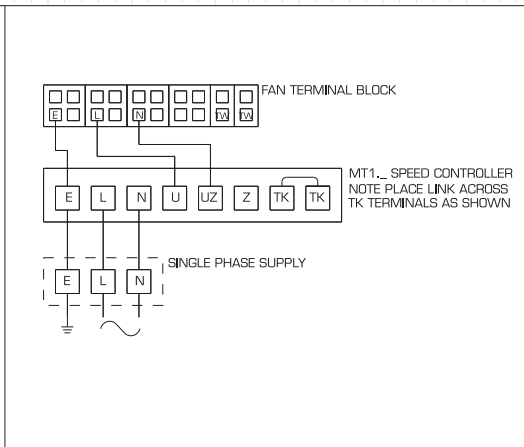 FAN TERMINAL BLOCK
E L N TW TW
MT1._ SPEED CONTROLLER
NOTE PLACE LINK ACROSS
TK TERMINALS AS SHOWN
E L N U UZ Z TK TK
SINGLE PHASE SUPPLY
E L N